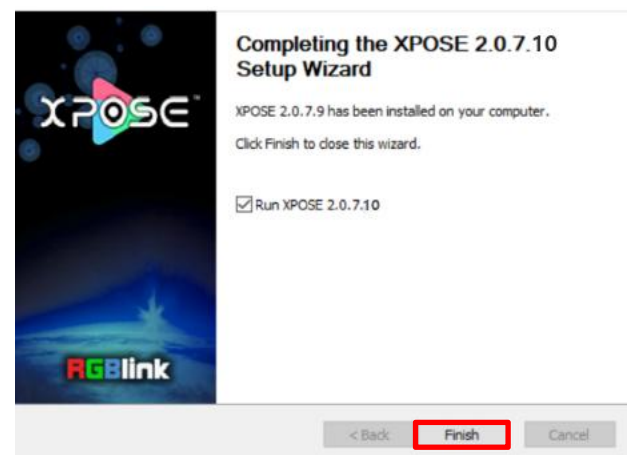 XPOSE™
RGBlink
Completing the XPOSE 2.0.7.10
Setup Wizard
XPOSE 2.0.7.9 has been installed on your computer.
Click Finish to close this wizard.
Run XPOSE 2.0.7.10
< Back
Finish
Cancel